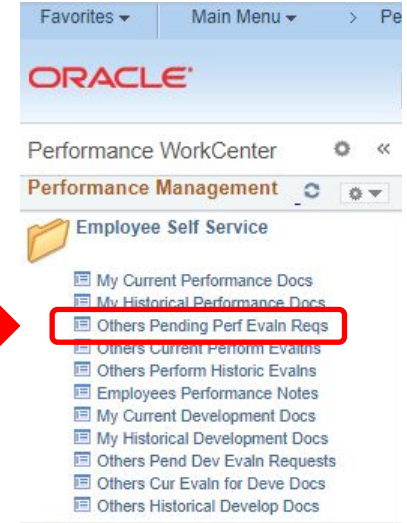 Favorites Main Menu > Pe
ORACLE
Performance WorkCenter «
Performance Management
Employee Self Service
My Current Performance Docs
My Historical Performance Docs
Others Pending Perf Evaln Reqs
Others Current Perform Evaltns
Others Perform Historic Evalns
Employees Performance Notes
My Current Development Docs
My Historical Development Docs
Others Pend Dev Evaln Requests
Others Cur Evaln for Deve Docs
Others Historical Develop Docs